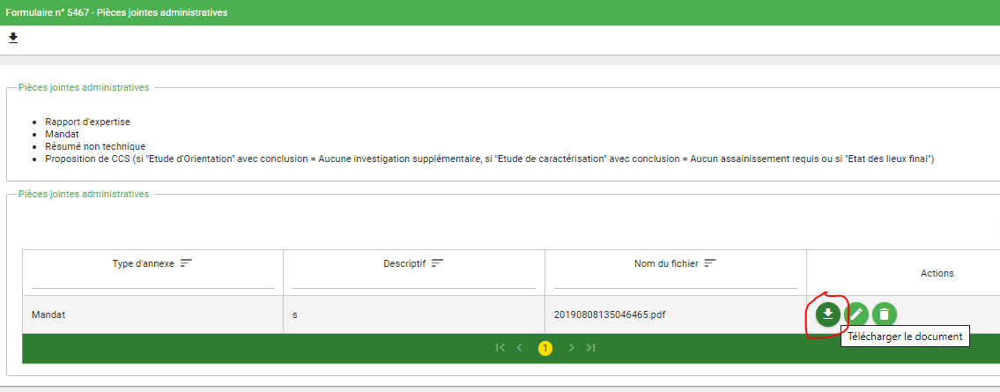 Formulaire n° 5467 - Pièces jointes administratives
Pièces jointes administratives
Rapport d'expertise
Mandat
Résumé non technique
Proposition de CCS (si "Etude d'Orientation" avec conclusion = Aucune investigation supplémentaire, si "Etude de caractérisation" avec conclusion = Aucun assainissement requis ou si "Etat des lieux final")
Pièces jointes administratives
Type d'annexe Descriptif Nom du fichier Actions
Mandat s 20190808135046465.pdf
Télécharger le document
1